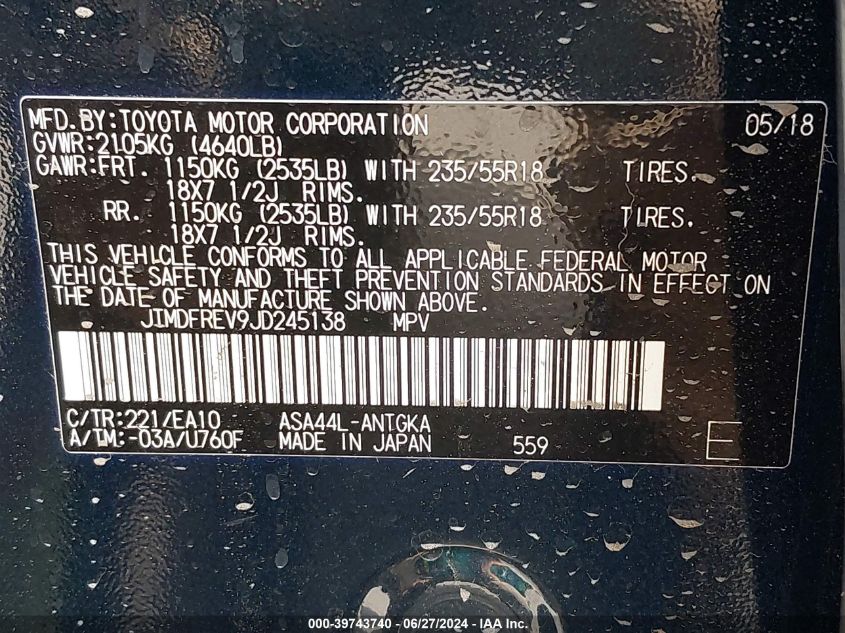 MFD.BY:TOYOTA MOTOR CORPORATION 05/18
GVWR:2105KG (4640LB)
GAWR:FRT. 1150KG (2535LB) WITH 235/55R18 TIRES.
18X7 1/2J RIMS.
RR. 1150KG (2535LB) WITH 235/55R18 TIRES.
18X7 1/2J RIMS.
THIS VEHICLE CONFORMS TO ALL APPLICABLE FEDERAL MOTOR
VEHICLE SAFETY AND THEFT PREVENTION STANDARDS IN EFFECT ON
THE DATE OF MANUFACTURE SHOWN ABOVE.
JTMDFREV9JD245138 MPV
C/TR:221/EA10 ASA44L-ANTGKA
A/TM:-03A/U760F MADE IN JAPAN 559 E
000-39743740 | 06/27/2024 - IAA Inc.